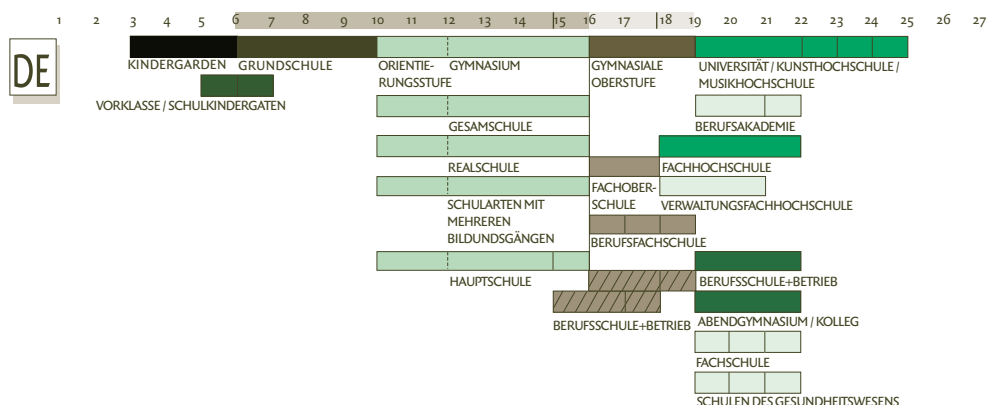 1 2 3 4 5 6 7 8 9 10 11 12 13 14 15 16 17 18 19 20 21 22 23 24 25 26 27
DE
KINDERGARDEN GRUNDSCHULE ORIENTIE- GYMNASIUM GYMNASIALE UNIVERSITÄT / KUNSTHOCHSCHULE /
RUNGSSTUFE OBERSTUFE MUSIKHOCHSCHULE
VORKLASSE / SCHULKINDERGATEN
GESAMSCHULE BERUFSAKADEMIE
REALSCHULE FACHHOCHSCHULE
FACHOBER-
SCHULE
SCHULARTEN MIT VERWALTUNGSFACHHOCHSCHULE
MEHREREN
BILDUNDSGÄNGEN BERUFSFACHSCHULE
HAUPTSCHULE BERUFSSCHULE+BETRIEB
BERUFSSCHULE+BETRIEB ABENDGYMNASIUM / KOLLEG
FACHSCHULE
SCHULEN DES GESUNDHEITSWESENS